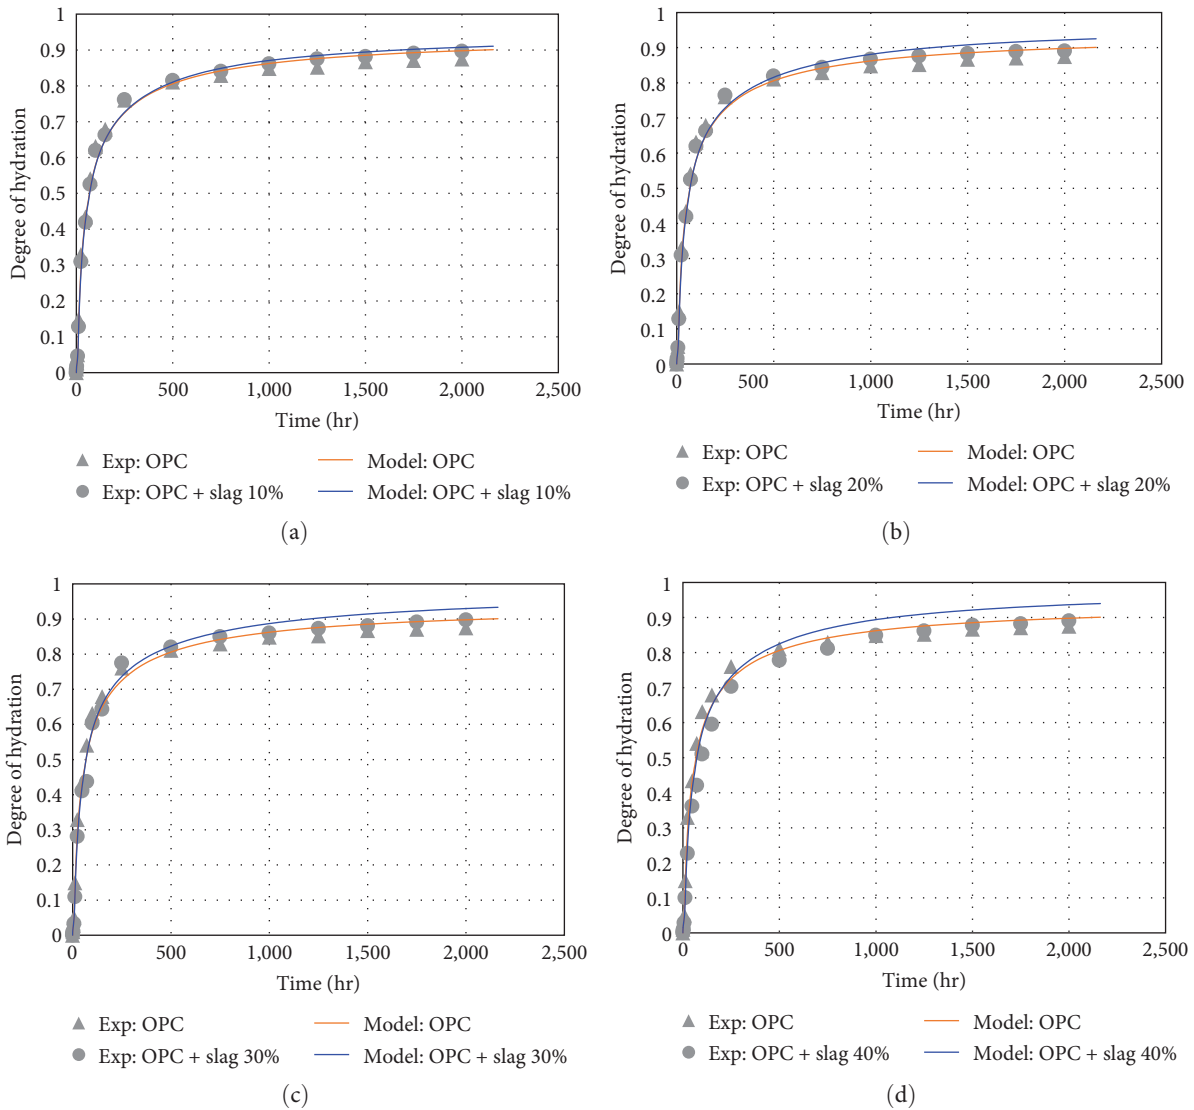 1
0.9
0.8
0.7
0.6
0.5
0.4
0.3
0.2
0.1
0
Degree of hydration
0 500 1,000 1,500 2,000 2,500
Time (hr)
Exp: OPC Model: OPC
Exp: OPC + slag 10% Model: OPC + slag 10%
(a)
1
0.9
0.8
0.7
0.6
0.5
0.4
0.3
0.2
0.1
0
Degree of hydration
0 500 1,000 1,500 2,000 2,500
Time (hr)
Exp: OPC Model: OPC
Exp: OPC + slag 20% Model: OPC + slag 20%
(b)
1
0.9
0.8
0.7
0.6
0.5
0.4
0.3
0.2
0.1
0
Degree of hydration
0 500 1,000 1,500 2,000 2,500
Time (hr)
Exp: OPC Model: OPC
Exp: OPC + slag 30% Model: OPC + slag 30%
(c)
1
0.9
0.8
0.7
0.6
0.5
0.4
0.3
0.2
0.1
0
Degree of hydration
0 500 1,000 1,500 2,000 2,500
Time (hr)
Exp: OPC Model: OPC
Exp: OPC + slag 40% Model: OPC + slag 40%
(d)